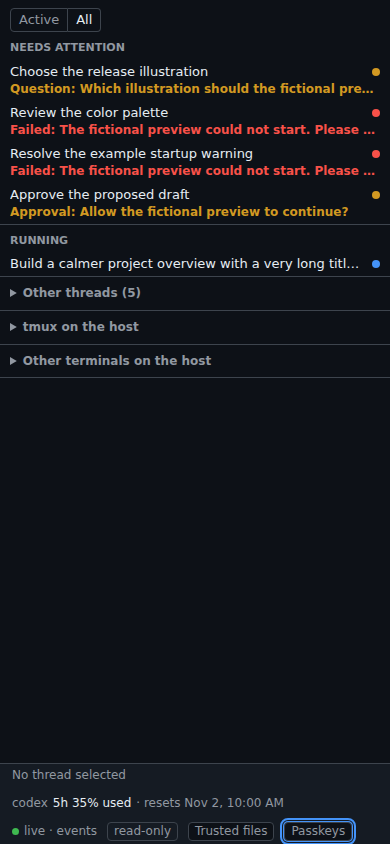 Active All
NEEDS ATTENTION
Choose the release illustration
Question: Which illustration should the fictional pre…
Review the color palette
Failed: The fictional preview could not start. Please …
Resolve the example startup warning
Failed: The fictional preview could not start. Please …
Approve the proposed draft
Approval: Allow the fictional preview to continue?
RUNNING
Build a calmer project overview with a very long titl…
Other threads (5)
tmux on the host
Other terminals on the host
No thread selected
codex 5h 35% used · resets Nov 2, 10:00 AM
live · events read-only Trusted files Passkeys